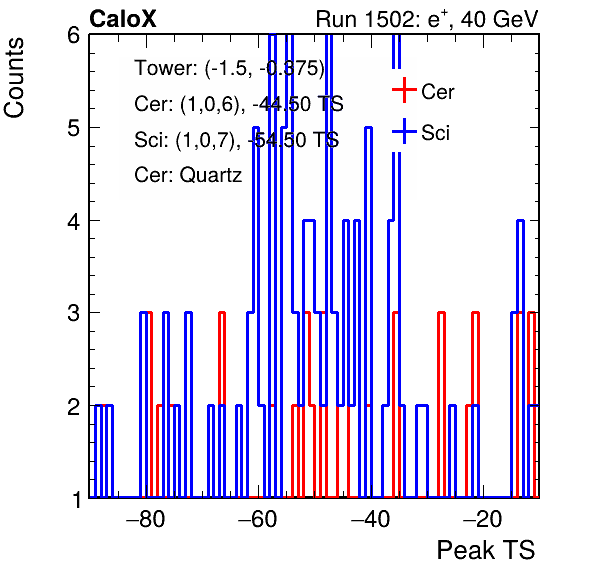 CaloX
Run 1502: e+, 40 GeV
Counts
6
5
4
3
2
1
Tower: (-1.5, -0.375)
Cer: (1,0,6), -44.50 TS
Sci: (1,0,7), -54.50 TS
Cer: Quartz
Cer
Sci
−80
−60
−40
−20
Peak TS